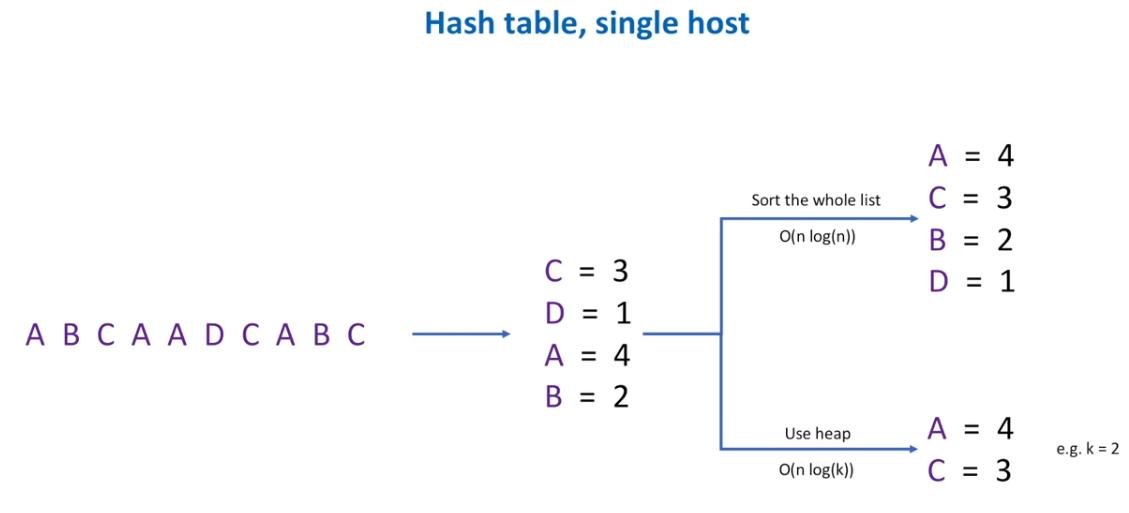 Hash table, single host
A B C A A D C A B C
C = 3
D = 1
A = 4
B = 2
Sort the whole list
O(n log(n))
A = 4
C = 3
B = 2
D = 1
Use heap
O(n log(k))
A = 4
C = 3
e.g. k = 2